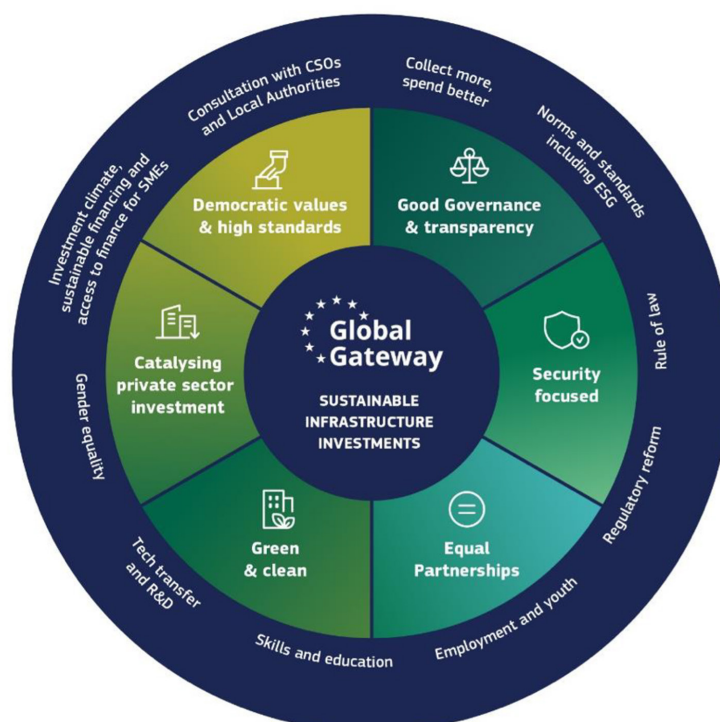 Consultation with CSOs
and Local Authorities
Collect more,
spend better
Norms and standards
including ESG
Rule of law
Regulatory reform
Employment and youth
Skills and education
Tech transfer
and R&D
Gender equality
Investment climate,
sustainable financing and
access to finance for SMEs
Democratic values
& high standards
Good Governance
& transparency
Security
focused
Equal
Partnerships
Green
& clean
Catalysing
private sector
investment
Global
Gateway
SUSTAINABLE
INFRASTRUCTURE
INVESTMENTS